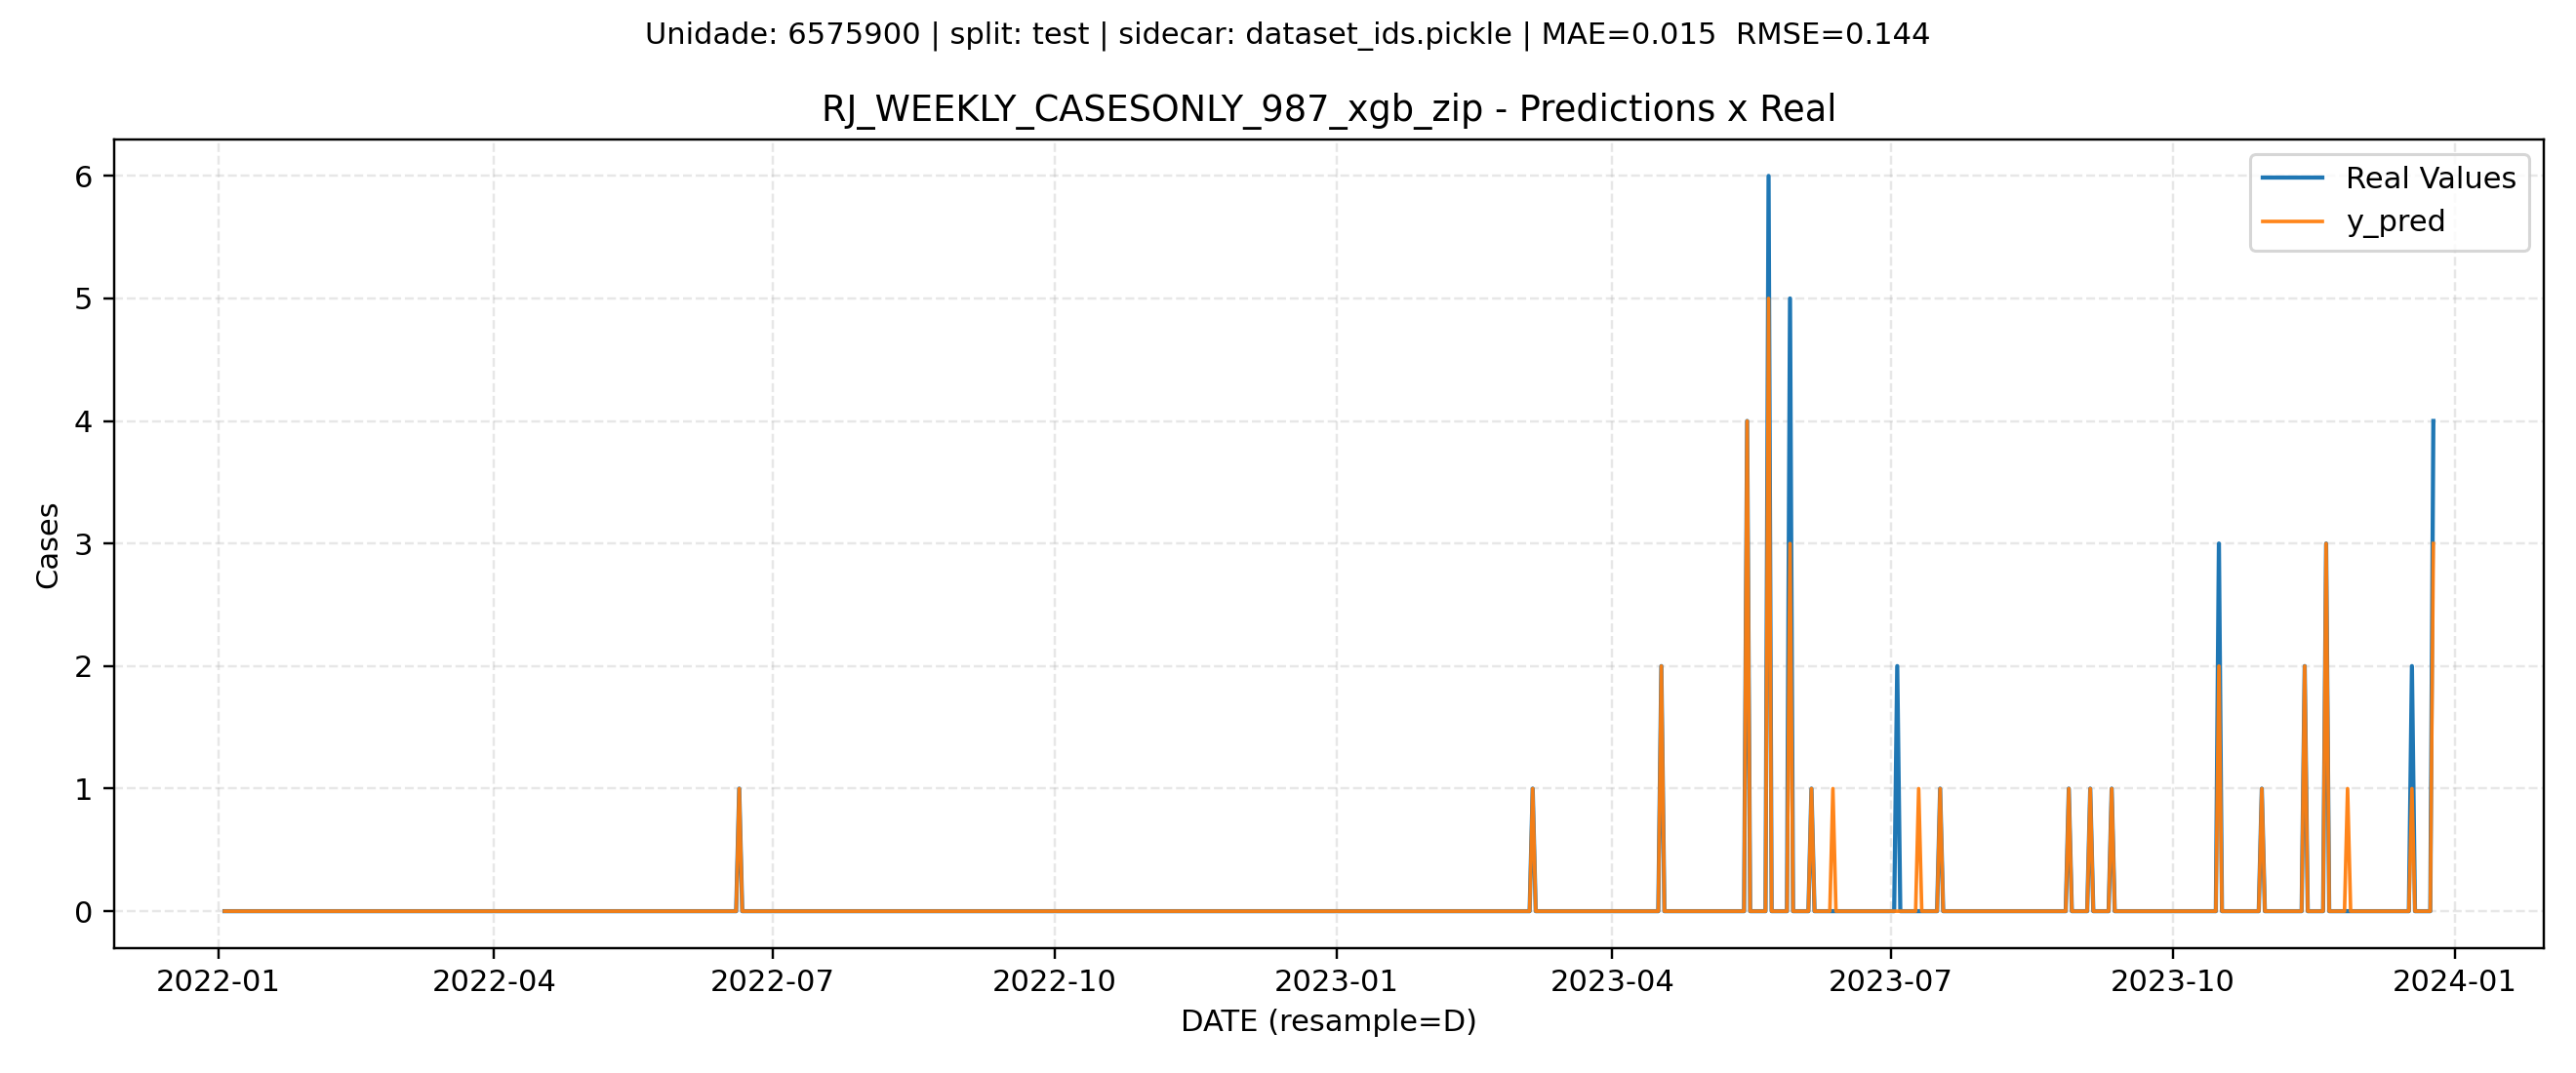 Unidade: 6575900 | split: test | sidecar: dataset_ids.pickle | MAE=0.015  RMSE=0.144
RJ_WEEKLY_CASESONLY_987_xgb_zip - Predictions x Real
Real Values
y_pred
6
5
4
3
2
1
0
Cases
2022-01 2022-04 2022-07 2022-10 2023-01 2023-04 2023-07 2023-10 2024-01
DATE (resample=D)